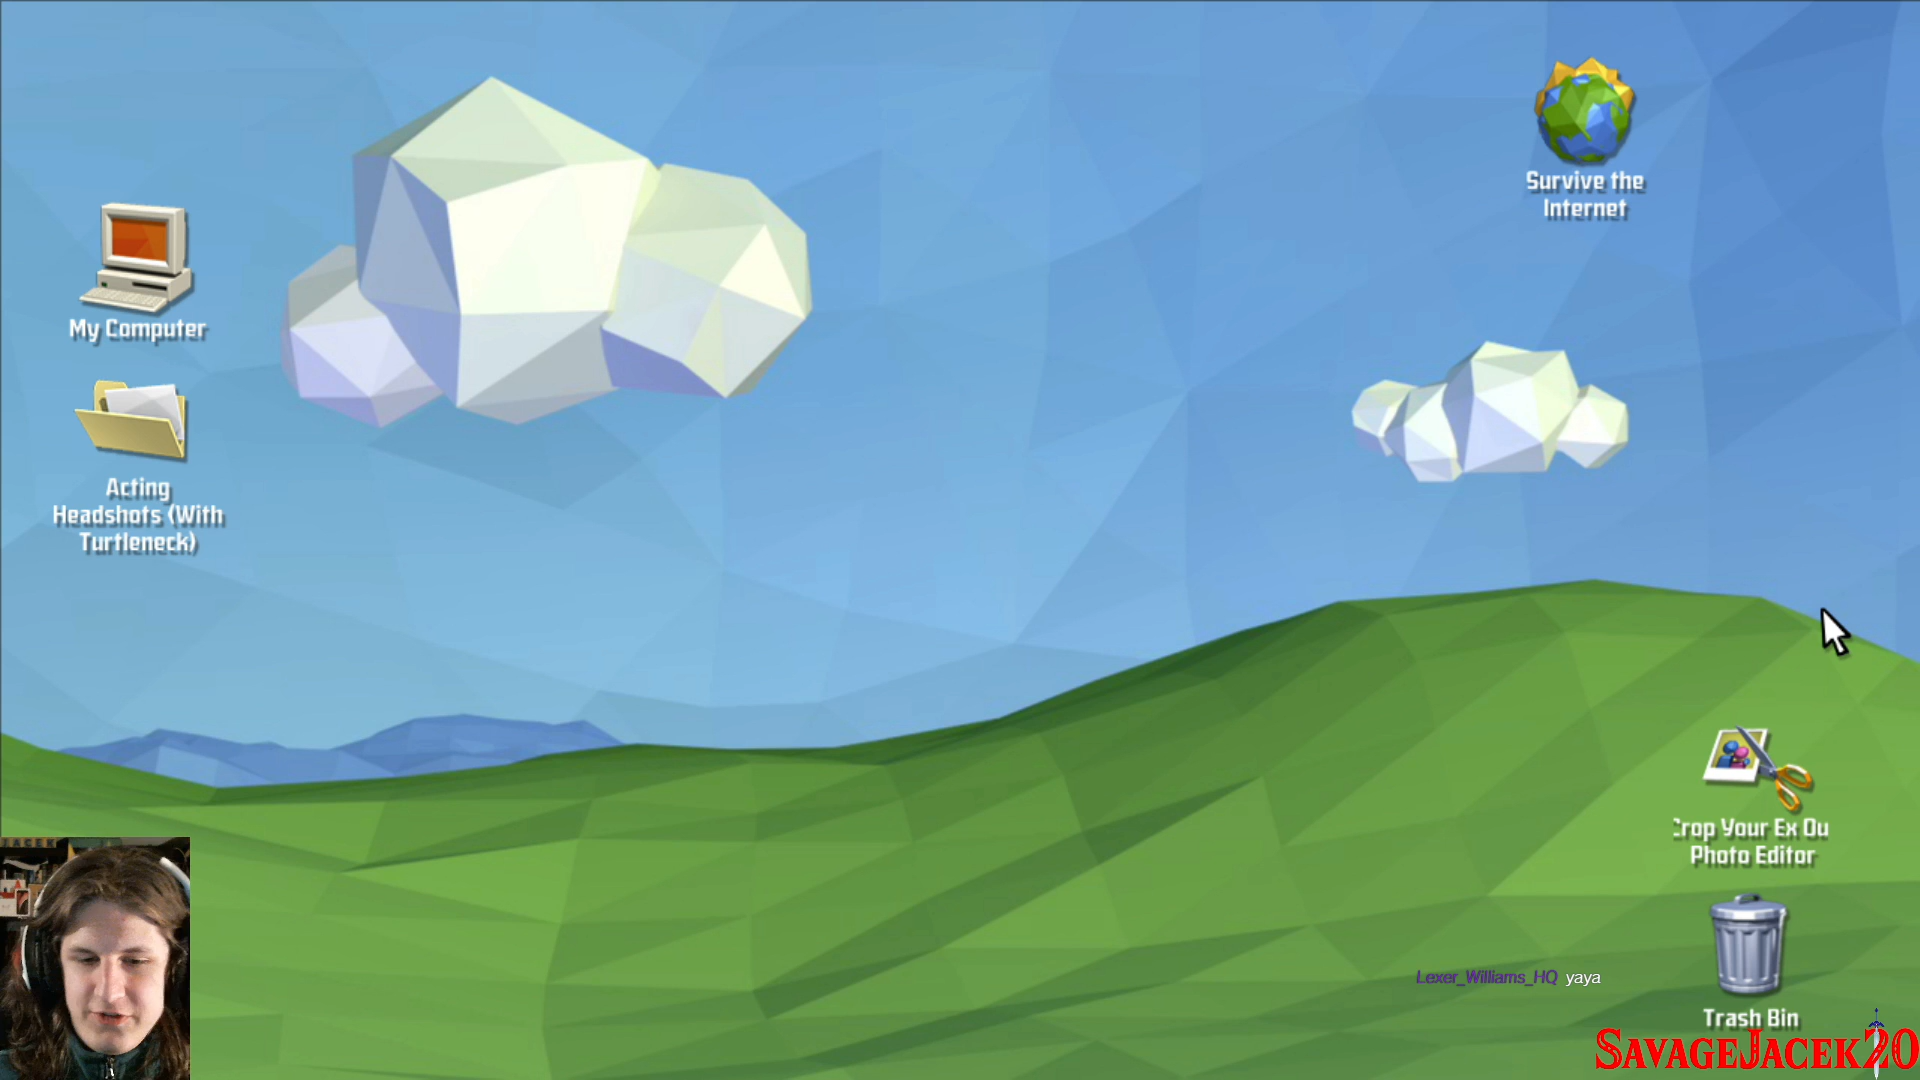 Survive the
Internet
My Computer
Acting
Headshots (With
Turtleneck)
Crop Your Ex Ou
Photo Editor
Lexer_Williams_HQ yaya
Trash Bin
SavageJacek20